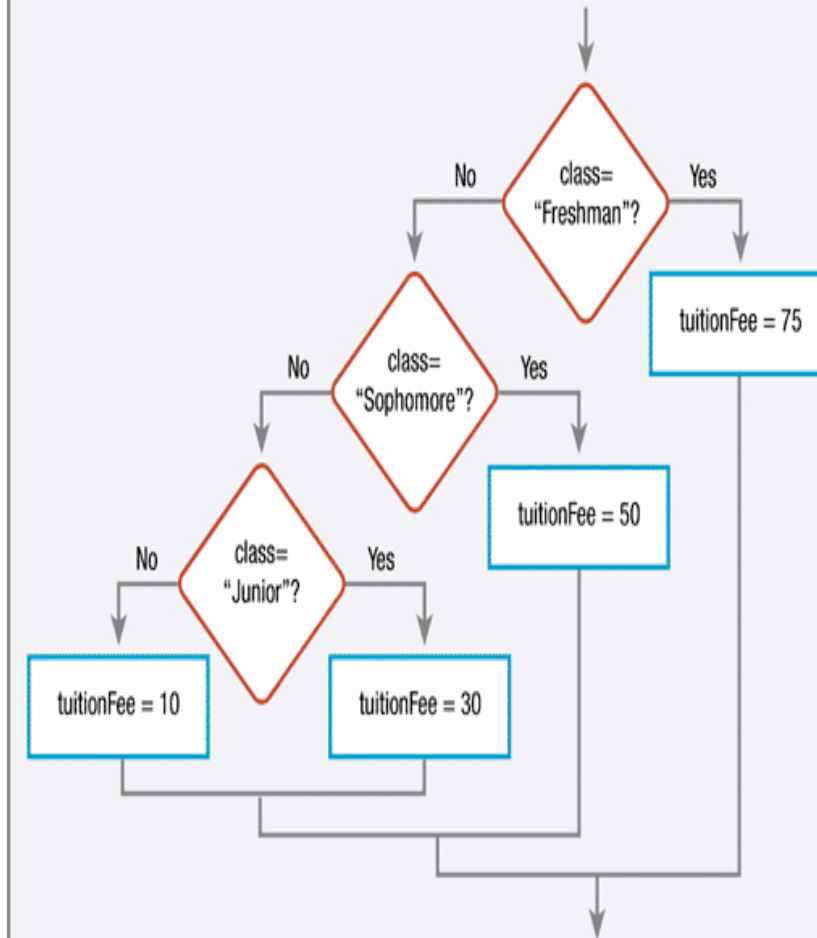 No
class=
“Freshman”?
Yes
tuitionFee = 75
No
class=
“Sophomore”?
Yes
tuitionFee = 50
No
class=
“Junior”?
Yes
tuitionFee = 10
tuitionFee = 30